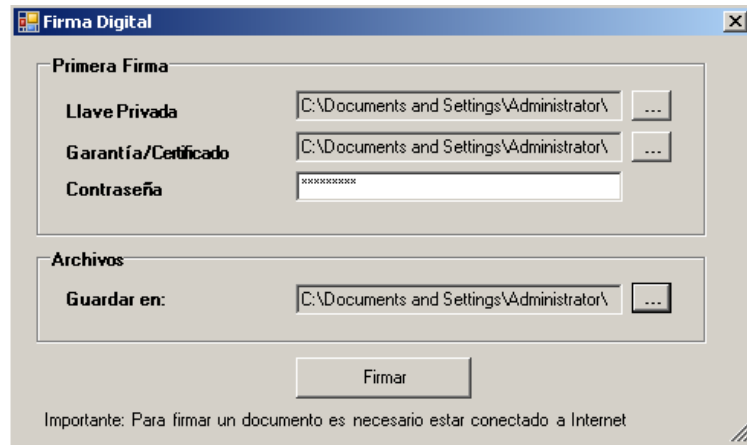 Firma Digital
Primera Firma
Llave Privada C:\Documents and Settings\Administrator\ ...
Garantía/Certificado C:\Documents and Settings\Administrator\ ...
Contraseña *********
Archivos
Guardar en: C:\Documents and Settings\Administrator\ ...
Firmar
Importante: Para firmar un documento es necesario estar conectado a Internet